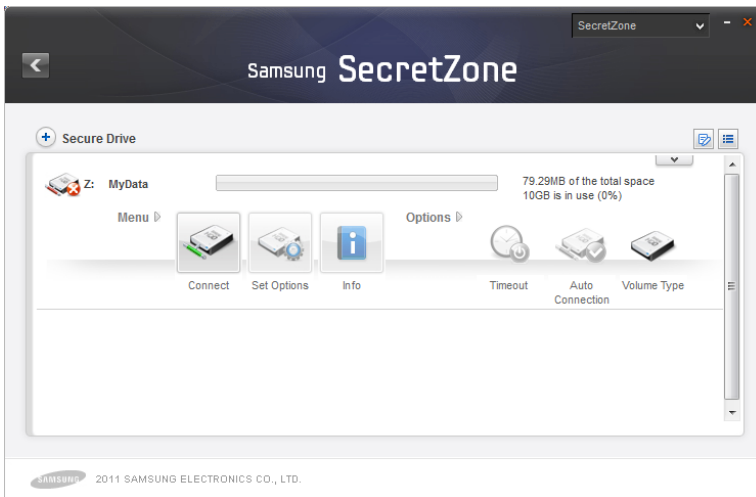 SecretZone
Samsung SecretZone
Secure Drive
Z: MyData
79.29MB of the total space
10GB is in use (0%)
Menu
Options
Connect
Set Options
Info
Timeout
Auto
Connection
Volume Type
SAMSUNG
2011 SAMSUNG ELECTRONICS CO., LTD.